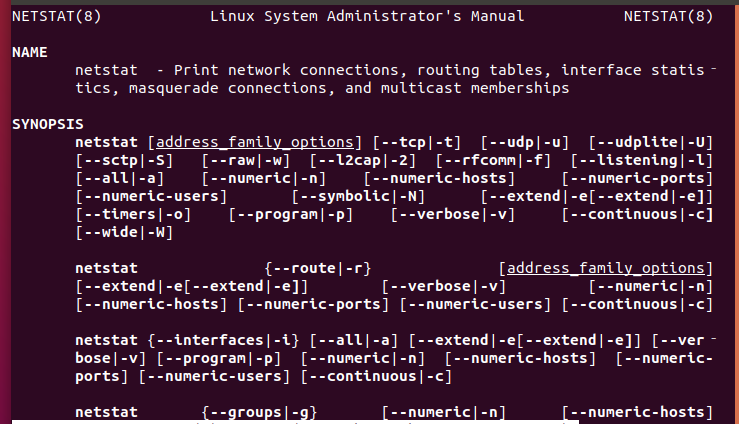 NETSTAT(8) Linux System Administrator's Manual NETSTAT(8)
NAME
netstat - Print network connections, routing tables, interface statis-
tics, masquerade connections, and multicast memberships
SYNOPSIS
netstat [address_family_options] [--tcp|-t] [--udp|-u] [--udplite|-U]
[--sctp|-S] [--raw|-w] [--l2cap|-2] [--rfcomm|-f] [--listening|-l]
[--all|-a] [--numeric|-n] [--numeric-hosts] [--numeric-ports]
[--numeric-users] [--symbolic|-N] [--extend|-e[--extend|-e]]
[--timers|-o] [--program|-p] [--verbose|-v] [--continuous|-c]
[--wide|-W]
netstat {--route|-r} [address_family_options]
[--extend|-e[--extend|-e]] [--verbose|-v] [--numeric|-n]
[--numeric-hosts] [--numeric-ports] [--numeric-users] [--continuous|-c]
netstat {--interfaces|-i} [--all|-a] [--extend|-e[--extend|-e]] [--ver-
bose|-v] [--program|-p] [--numeric|-n] [--numeric-hosts] [--numeric-
ports] [--numeric-users] [--continuous|-c]
netstat {--groups|-g} [--numeric|-n] [--numeric-hosts]